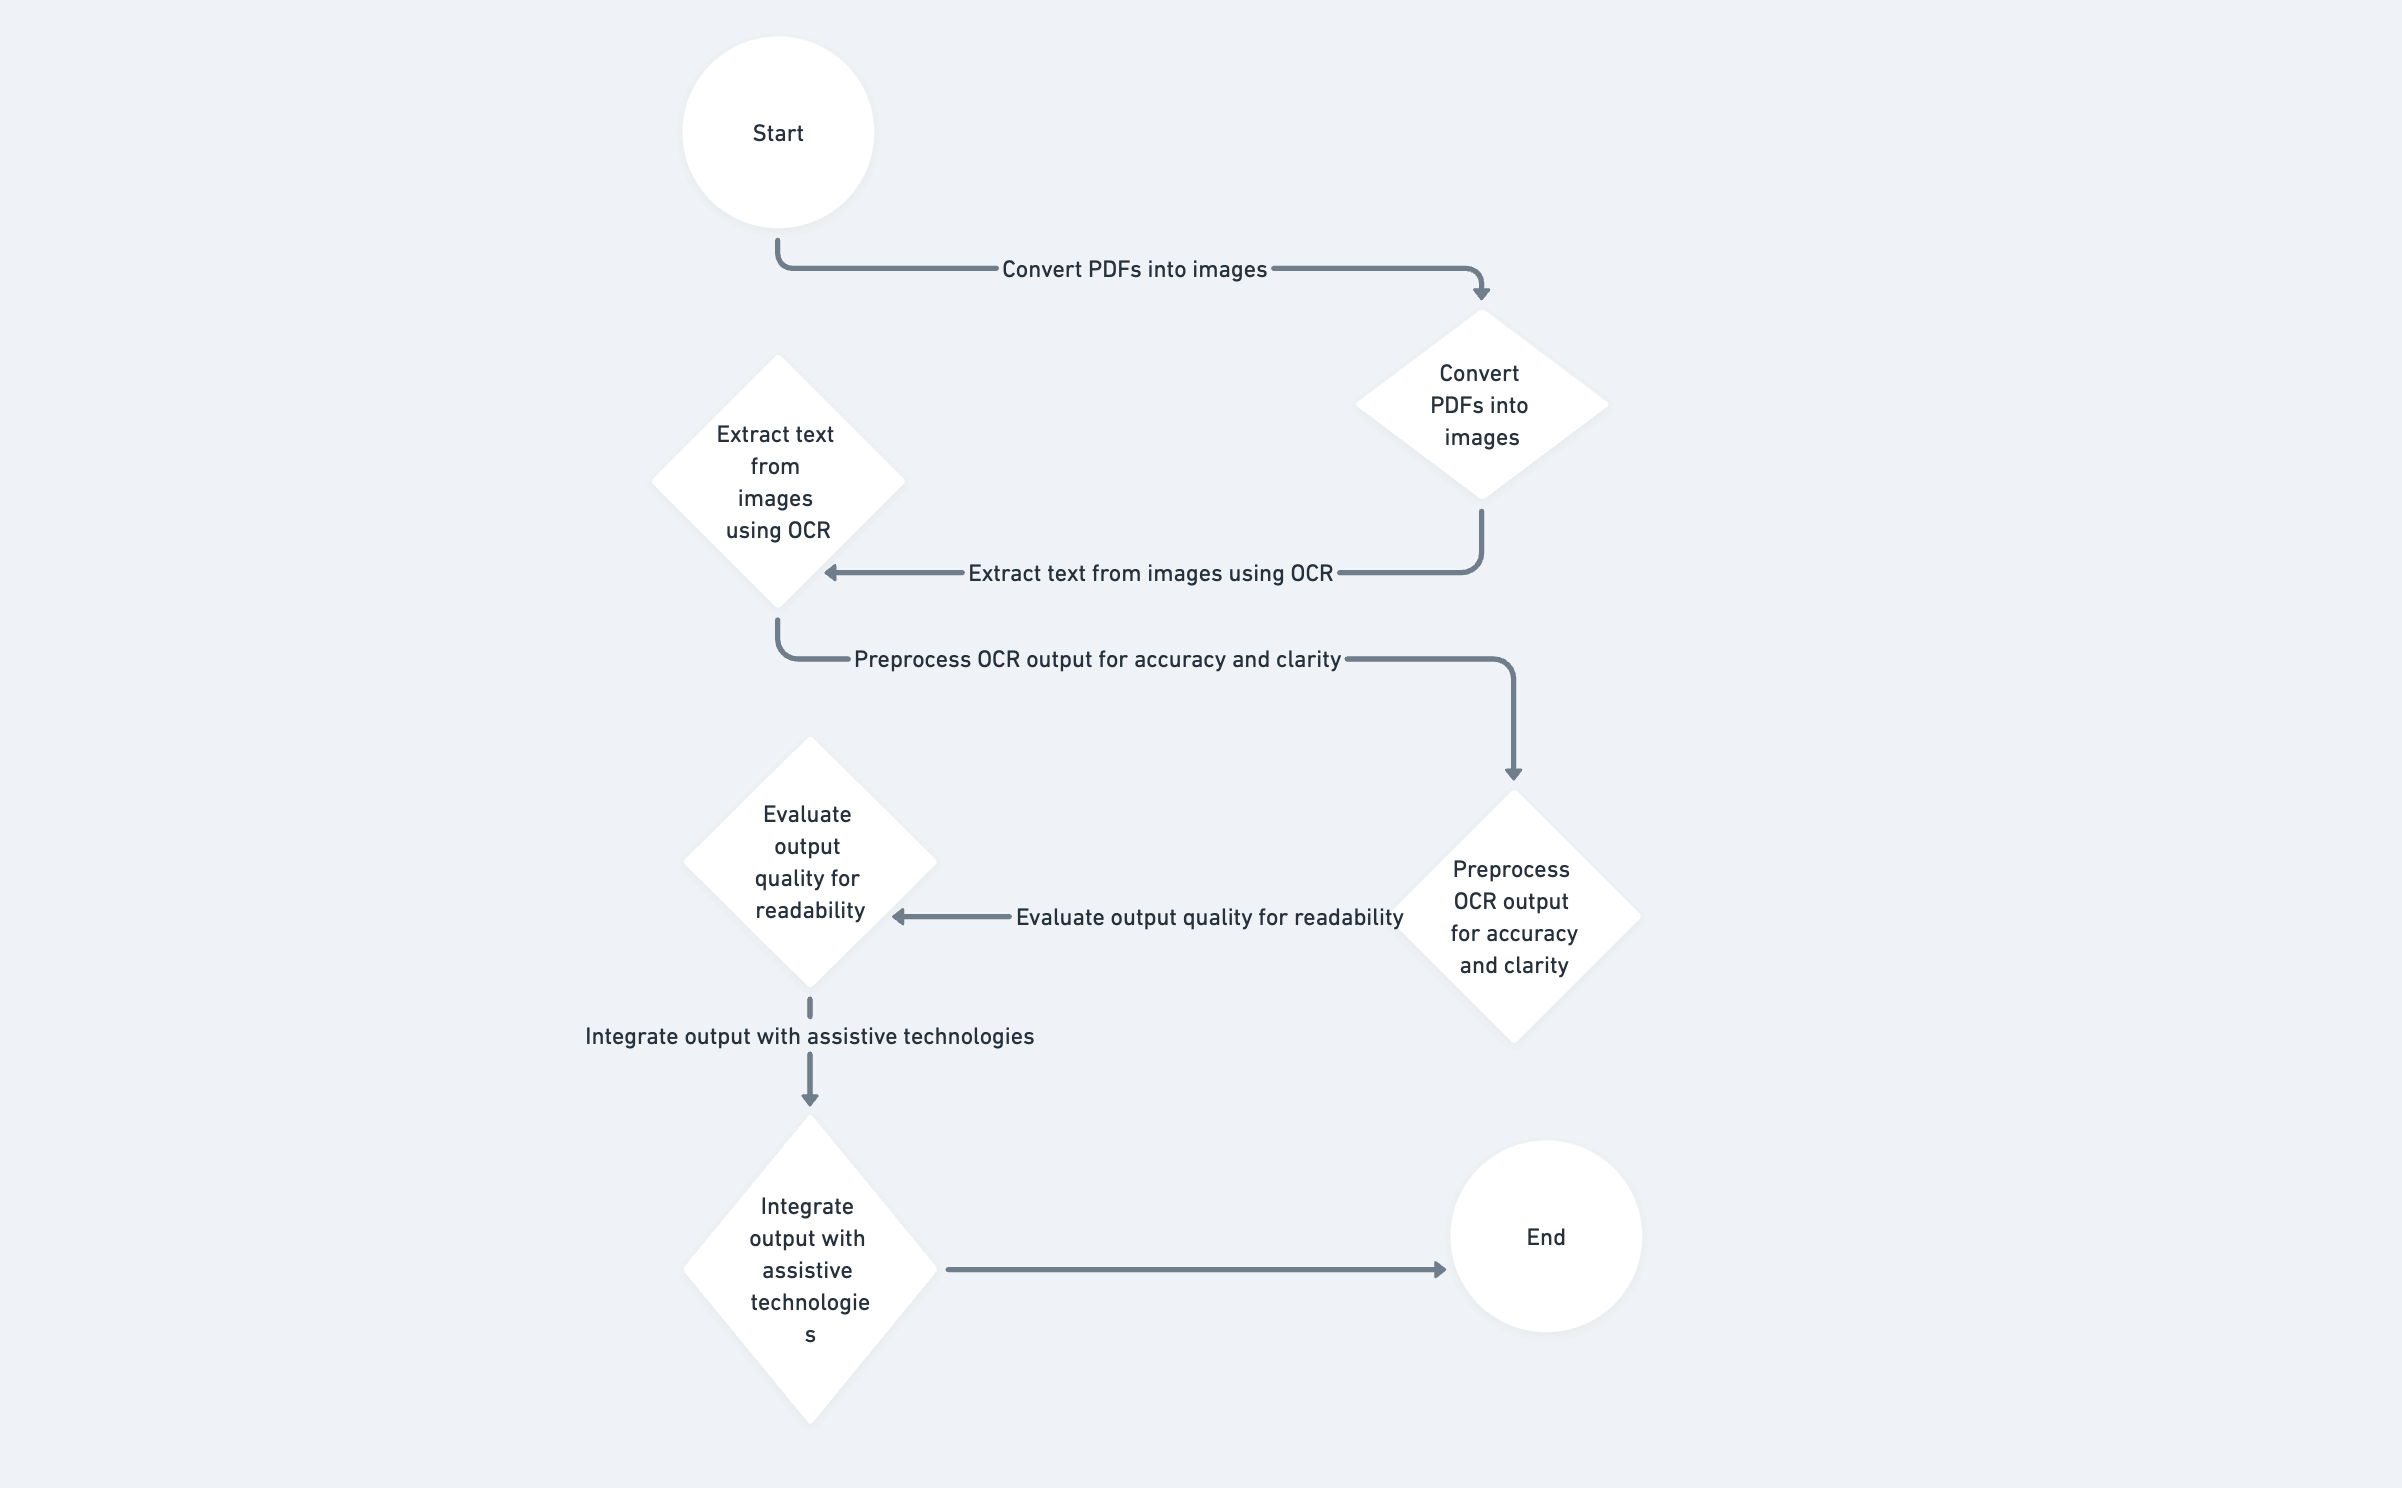 Start
Convert PDFs into images
Convert
PDFs into
images
Extract text
from
images
using OCR
Extract text from images using OCR
Preprocess OCR output for accuracy and clarity
Evaluate
output
quality for
readability
Preprocess
OCR output
for accuracy
and clarity
Evaluate output quality for readability
Integrate output with assistive technologies
Integrate
output with
assistive
technologie
s
End